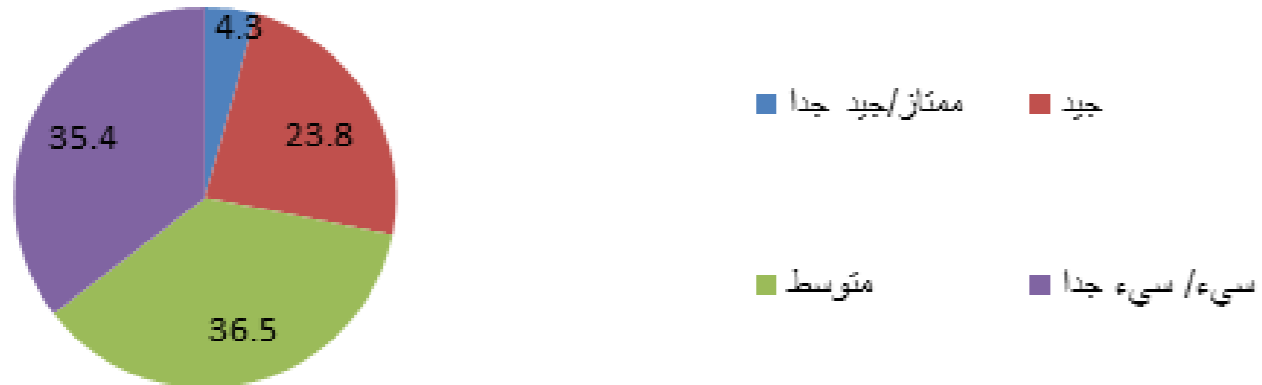 4.3
35.4
23.8
36.5
ممتاز/جيد جدا
جيد
متوسط
سيء/ سيء جدا